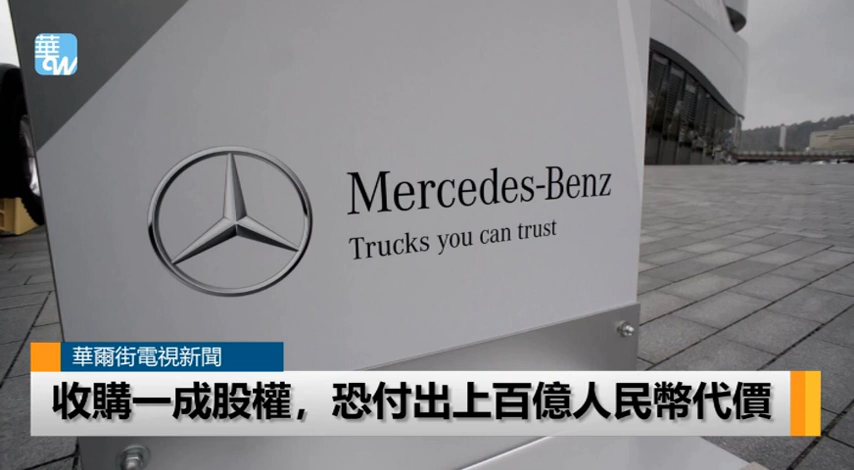 華
W
Mercedes-Benz
Trucks you can trust
華爾街電視新聞
收購一成股權，恐付出上百億人民幣代價